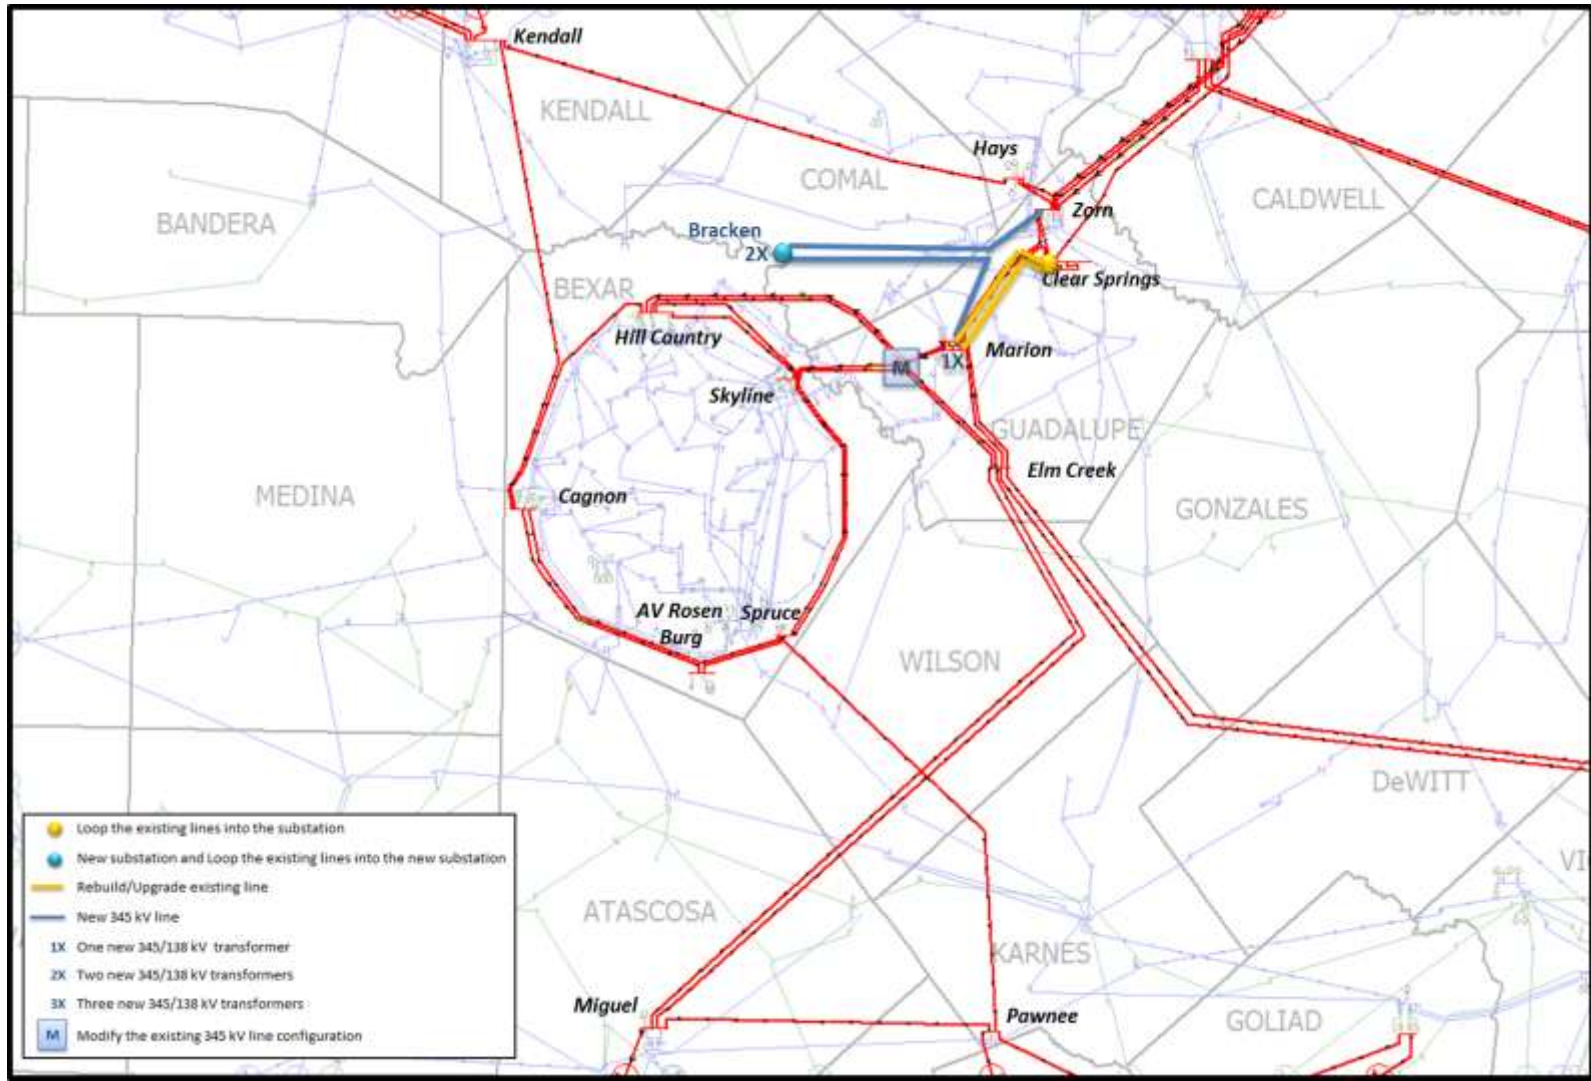 Kendall
KENDALL
Hays
COMAL
CALDWELL
BANDERA
Zorn
Bracken
2X
BEXAR
Clear Springs
Hill Country
Marion
M
1X
Skyline
GUADALUPE
Elm Creek
MEDINA
Cagnon
GONZALES
AV Rosen
Burg
Spruce
WILSON
DeWITT
VI
ATASCOSA
KARNES
Miguel
Pawnee
GOLIAD
Loop the existing lines into the substation
New substation and Loop the existing lines into the new substation
Rebuild/Upgrade existing line
New 345 kV line
1X One new 345/138 kV transformer
2X Two new 345/138 kV transformers
3X Three new 345/138 kV transformers
M Modify the existing 345 kV line configuration